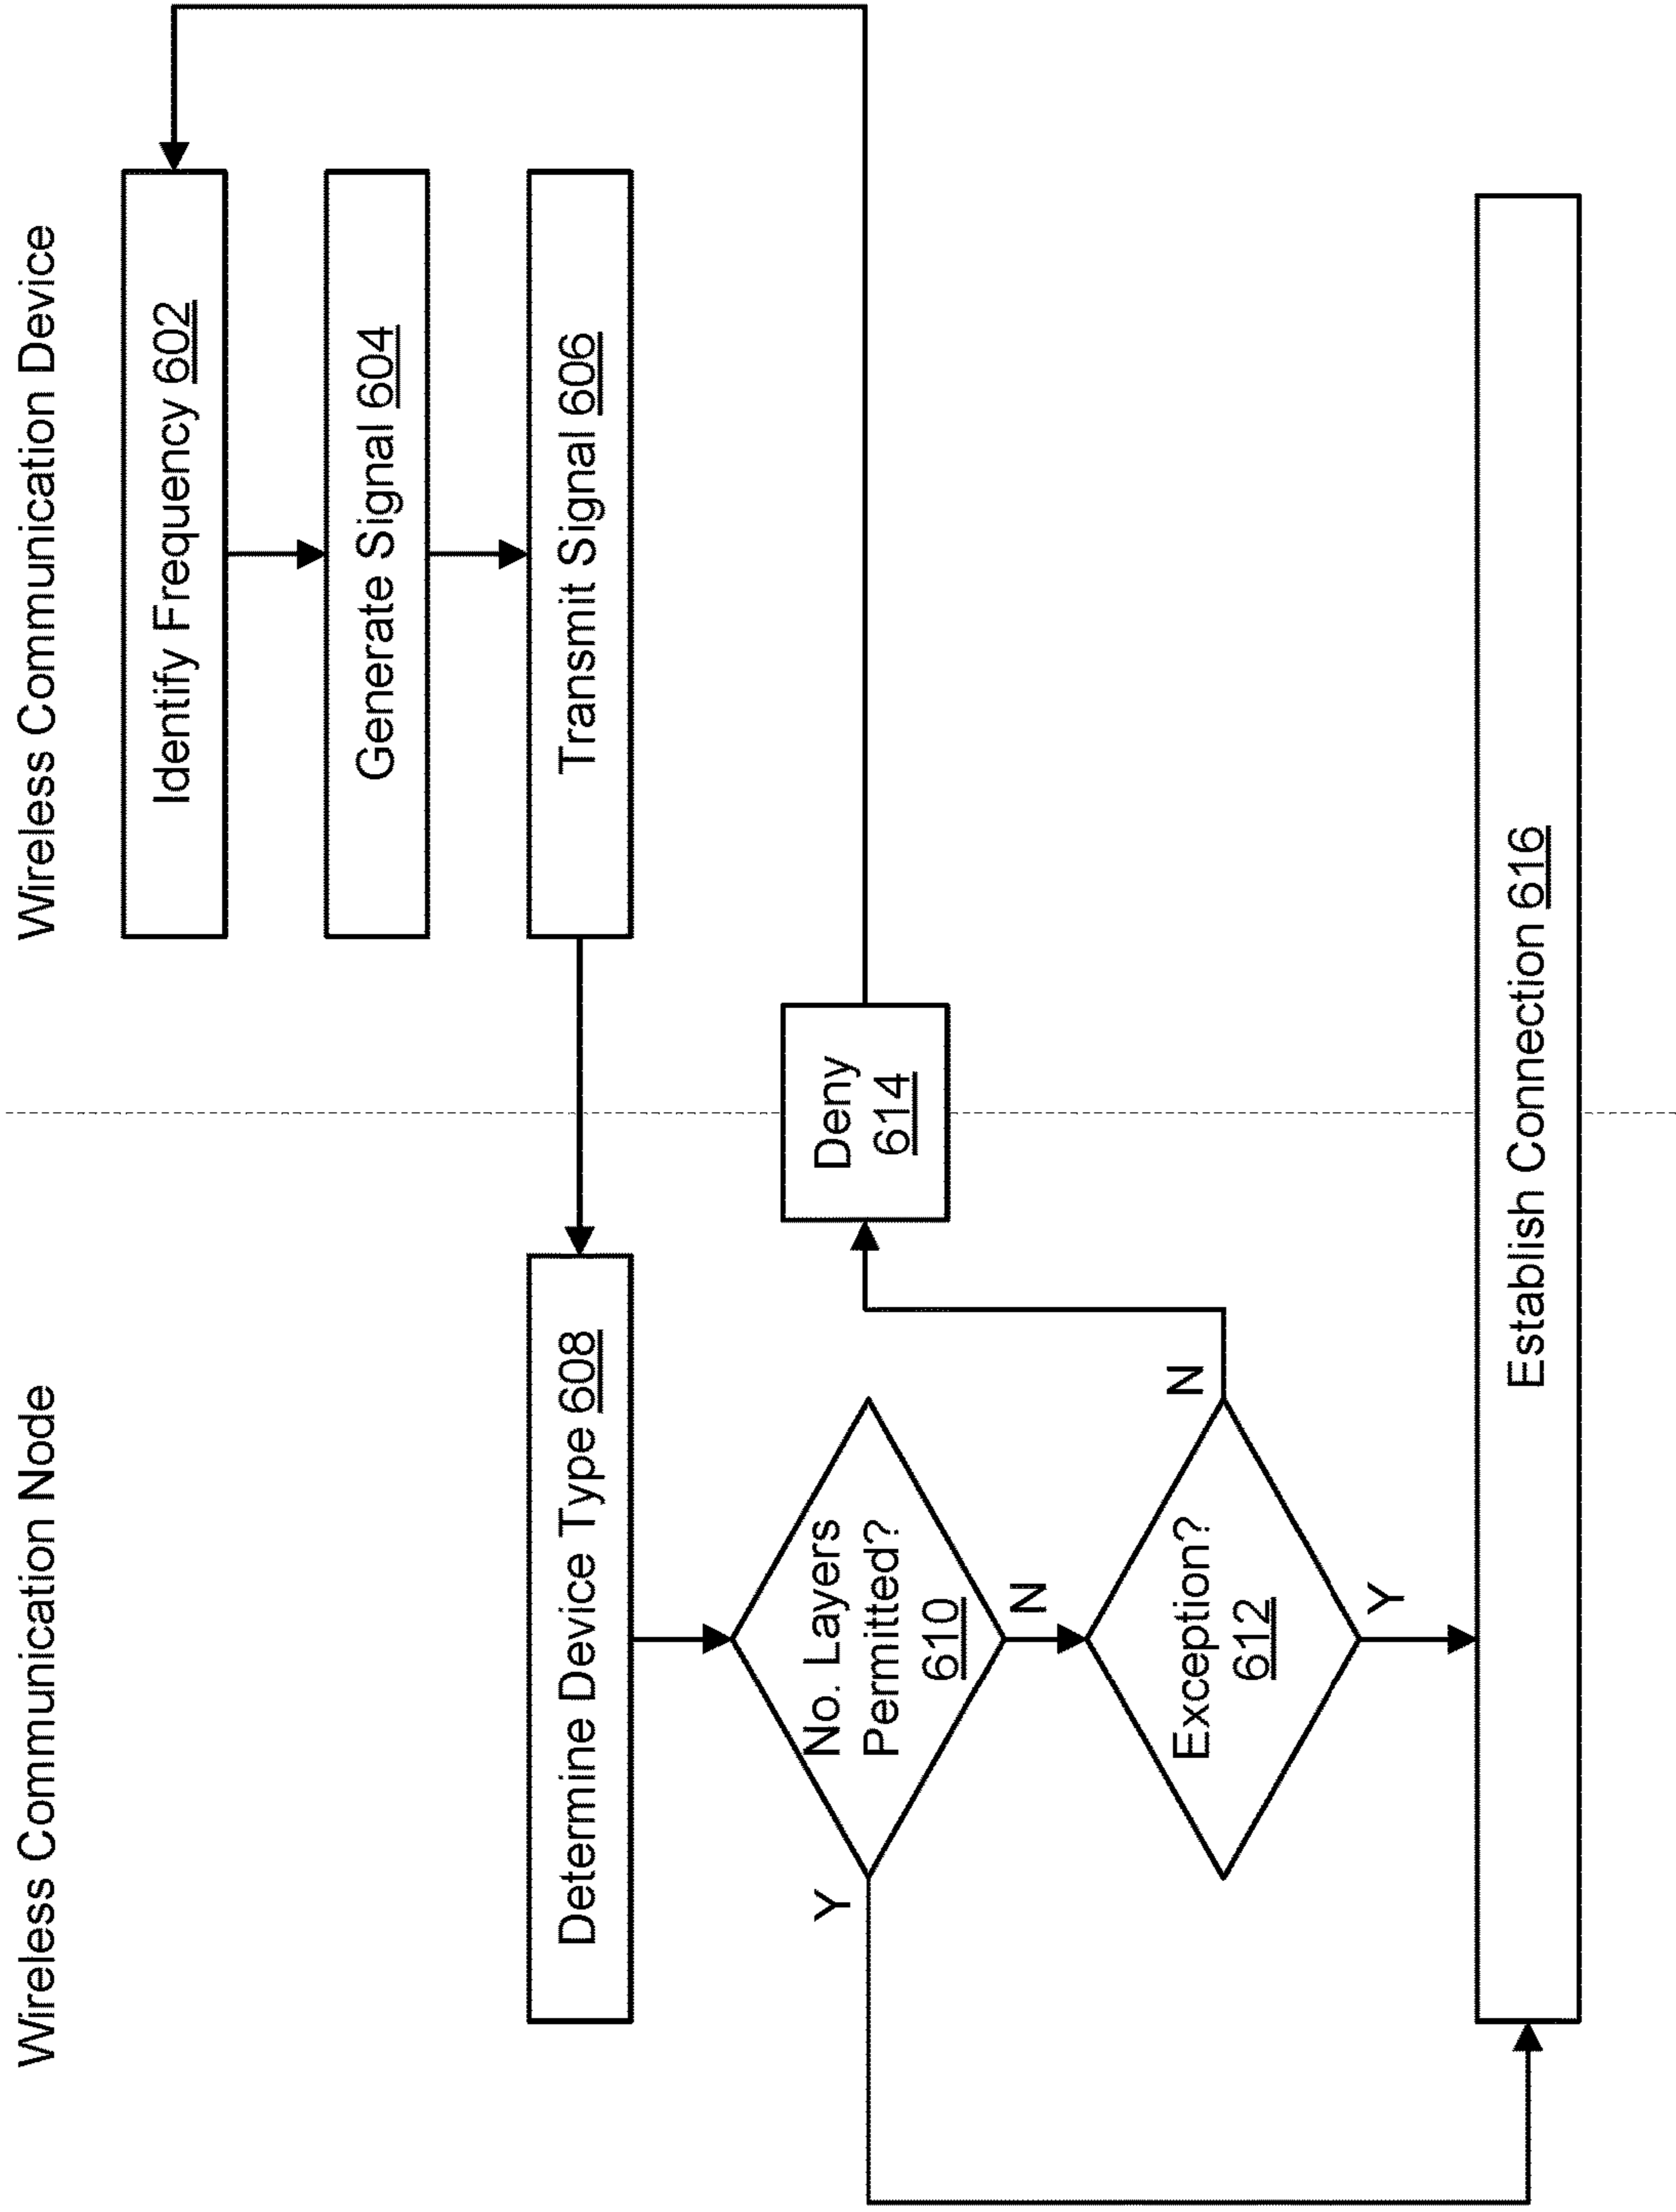 Wireless Communication Node
Wireless Communication Device
Identify Frequency 602
Generate Signal 604
Transmit Signal 606
Determine Device Type 608
No. Layers
Permitted?
610
Y
N
Exception?
612
N
Y
Deny
614
Establish Connection 616